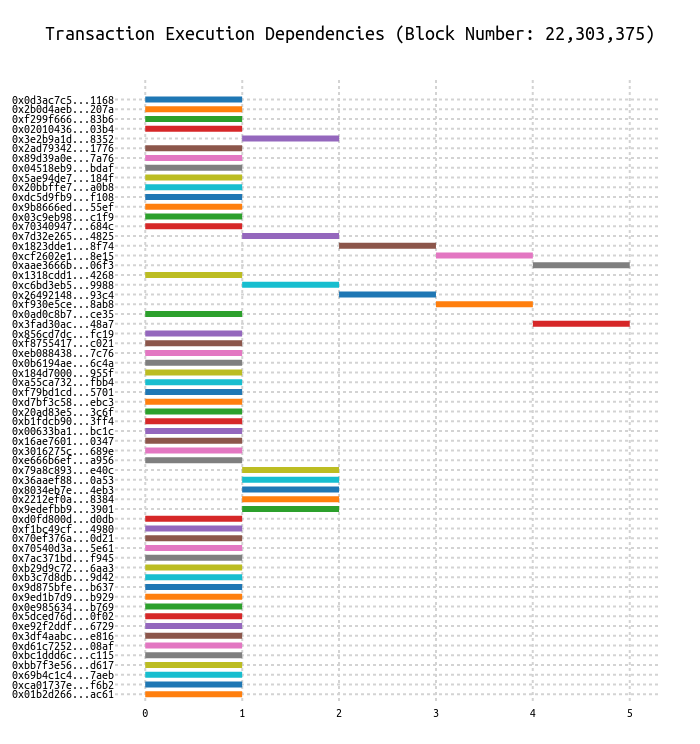 Transaction Execution Dependencies (Block Number: 22,303,375)
0x0d3ac7c5...1168
0x2b0d4aeb...207a
0xf299f666...83b6
0x02010436...03b4
0x3e2b9a1d...8352
0x2ad79342...1776
0x89d39a0e...7a76
0x04518eb9...bdaf
0x5ae94de7...184f
0x20bbffe7...a0b8
0xdc5d9fb9...f108
0x9b8666ed...55ef
0x03c9eb98...c1f9
0x70340947...684c
0x7d32e265...4825
0x1823dde1...8f74
0xcf2602e1...8e15
0xaae3666b...06f3
0x1318cdd1...4268
0xc6bd3eb5...9988
0x26492148...93c4
0xf930e5ce...8ab8
0x0ad0c8b7...ce35
0x3fad30ac...48a7
0x856cd7dc...fc19
0xf8755417...c021
0xeb088438...7c76
0x0b6194ae...6c4a
0x184d7000...955f
0xa55ca732...fbb4
0xf79bd1cd...5701
0xd7bf3c58...ebc3
0x20ad83e5...3c6f
0xb1fdcb90...3ff4
0x00633ba1...bc1c
0x16ae7601...0347
0x3016275c...689e
0xe666b6ef...a956
0x79a8c893...e40c
0x36aaef88...0a53
0x8034eb7e...4eb3
0x2212ef0a...8384
0x9edefbb9...3901
0xd0fd800d...d0db
0xf1bc49cf...4980
0x70ef376a...0d21
0x70540d3a...5e61
0x7ac371bd...f945
0xb29d9c72...6aa3
0xb3c7d8db...9d42
0x9d875bfe...b637
0x9ed1b7d9...b929
0x0e985634...b769
0x5dced76d...0f02
0xe92f2ddf...6729
0x3df4aabc...e816
0xd61c7252...08af
0xbc1ddd6c...c115
0xbb7f3e56...d617
0x69b4c1c4...7aeb
0xca01737e...f6b2
0x01b2d266...ac61
0 1 2 3 4 5